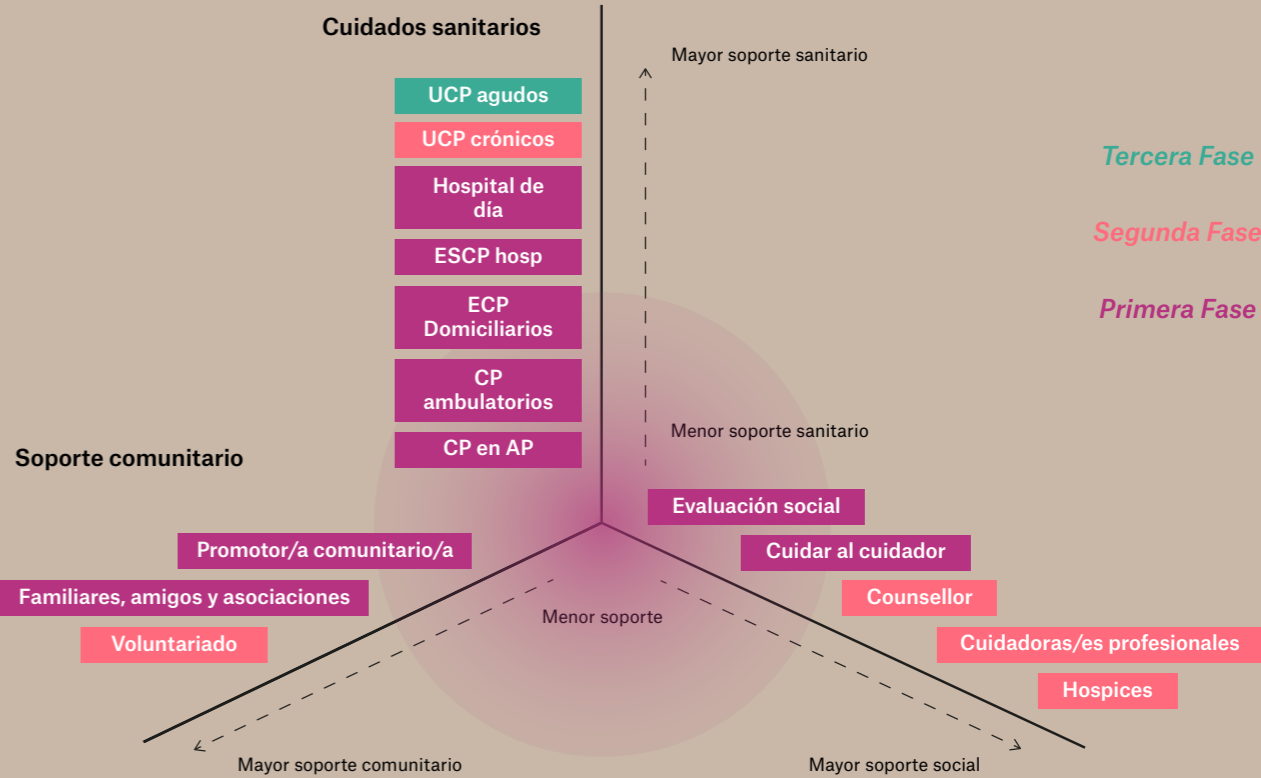 Cuidados sanitarios
Mayor soporte sanitario
UCP agudos
UCP crónicos
Hospital de
día
ESCP hosp
ECP
Domiciliarios
CP
ambulatorios
CP en AP
Tercera Fase
Segunda Fase
Primera Fase
Menor soporte sanitario
Soporte comunitario
Evaluación social
Promotor/a comunitario/a
Cuidar al cuidador
Familiares, amigos y asociaciones
Counsellor
Menor soporte
Voluntariado
Cuidadoras/es profesionales
Hospices
Mayor soporte comunitario
Mayor soporte social